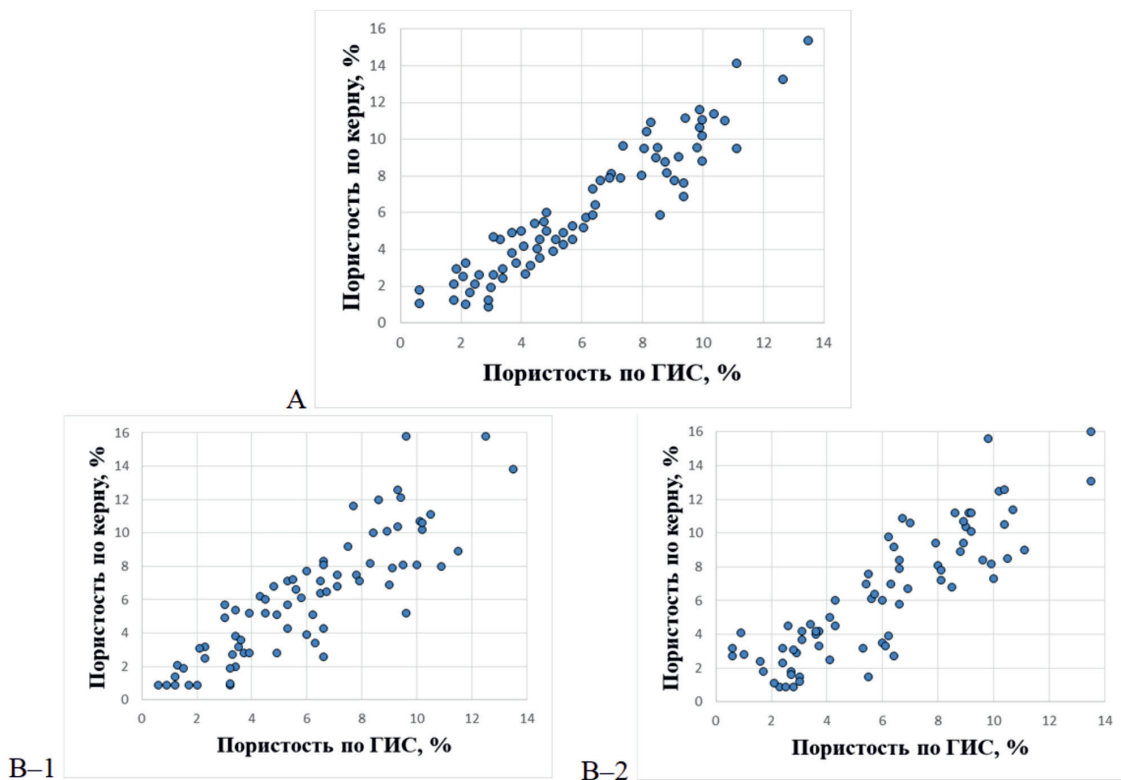 Пористость по керну, %
16
14
12
10
8
6
4
2
0
0 2 4 6 8 10 12 14
Пористость по ГИС, %
А
Пористость по керну, %
16
14
12
10
8
6
4
2
0
0 2 4 6 8 10 12 14
Пористость по ГИС, %
В–1
Пористость по керну, %
16
14
12
10
8
6
4
2
0
0 2 4 6 8 10 12 14
Пористость по ГИС, %
В–2